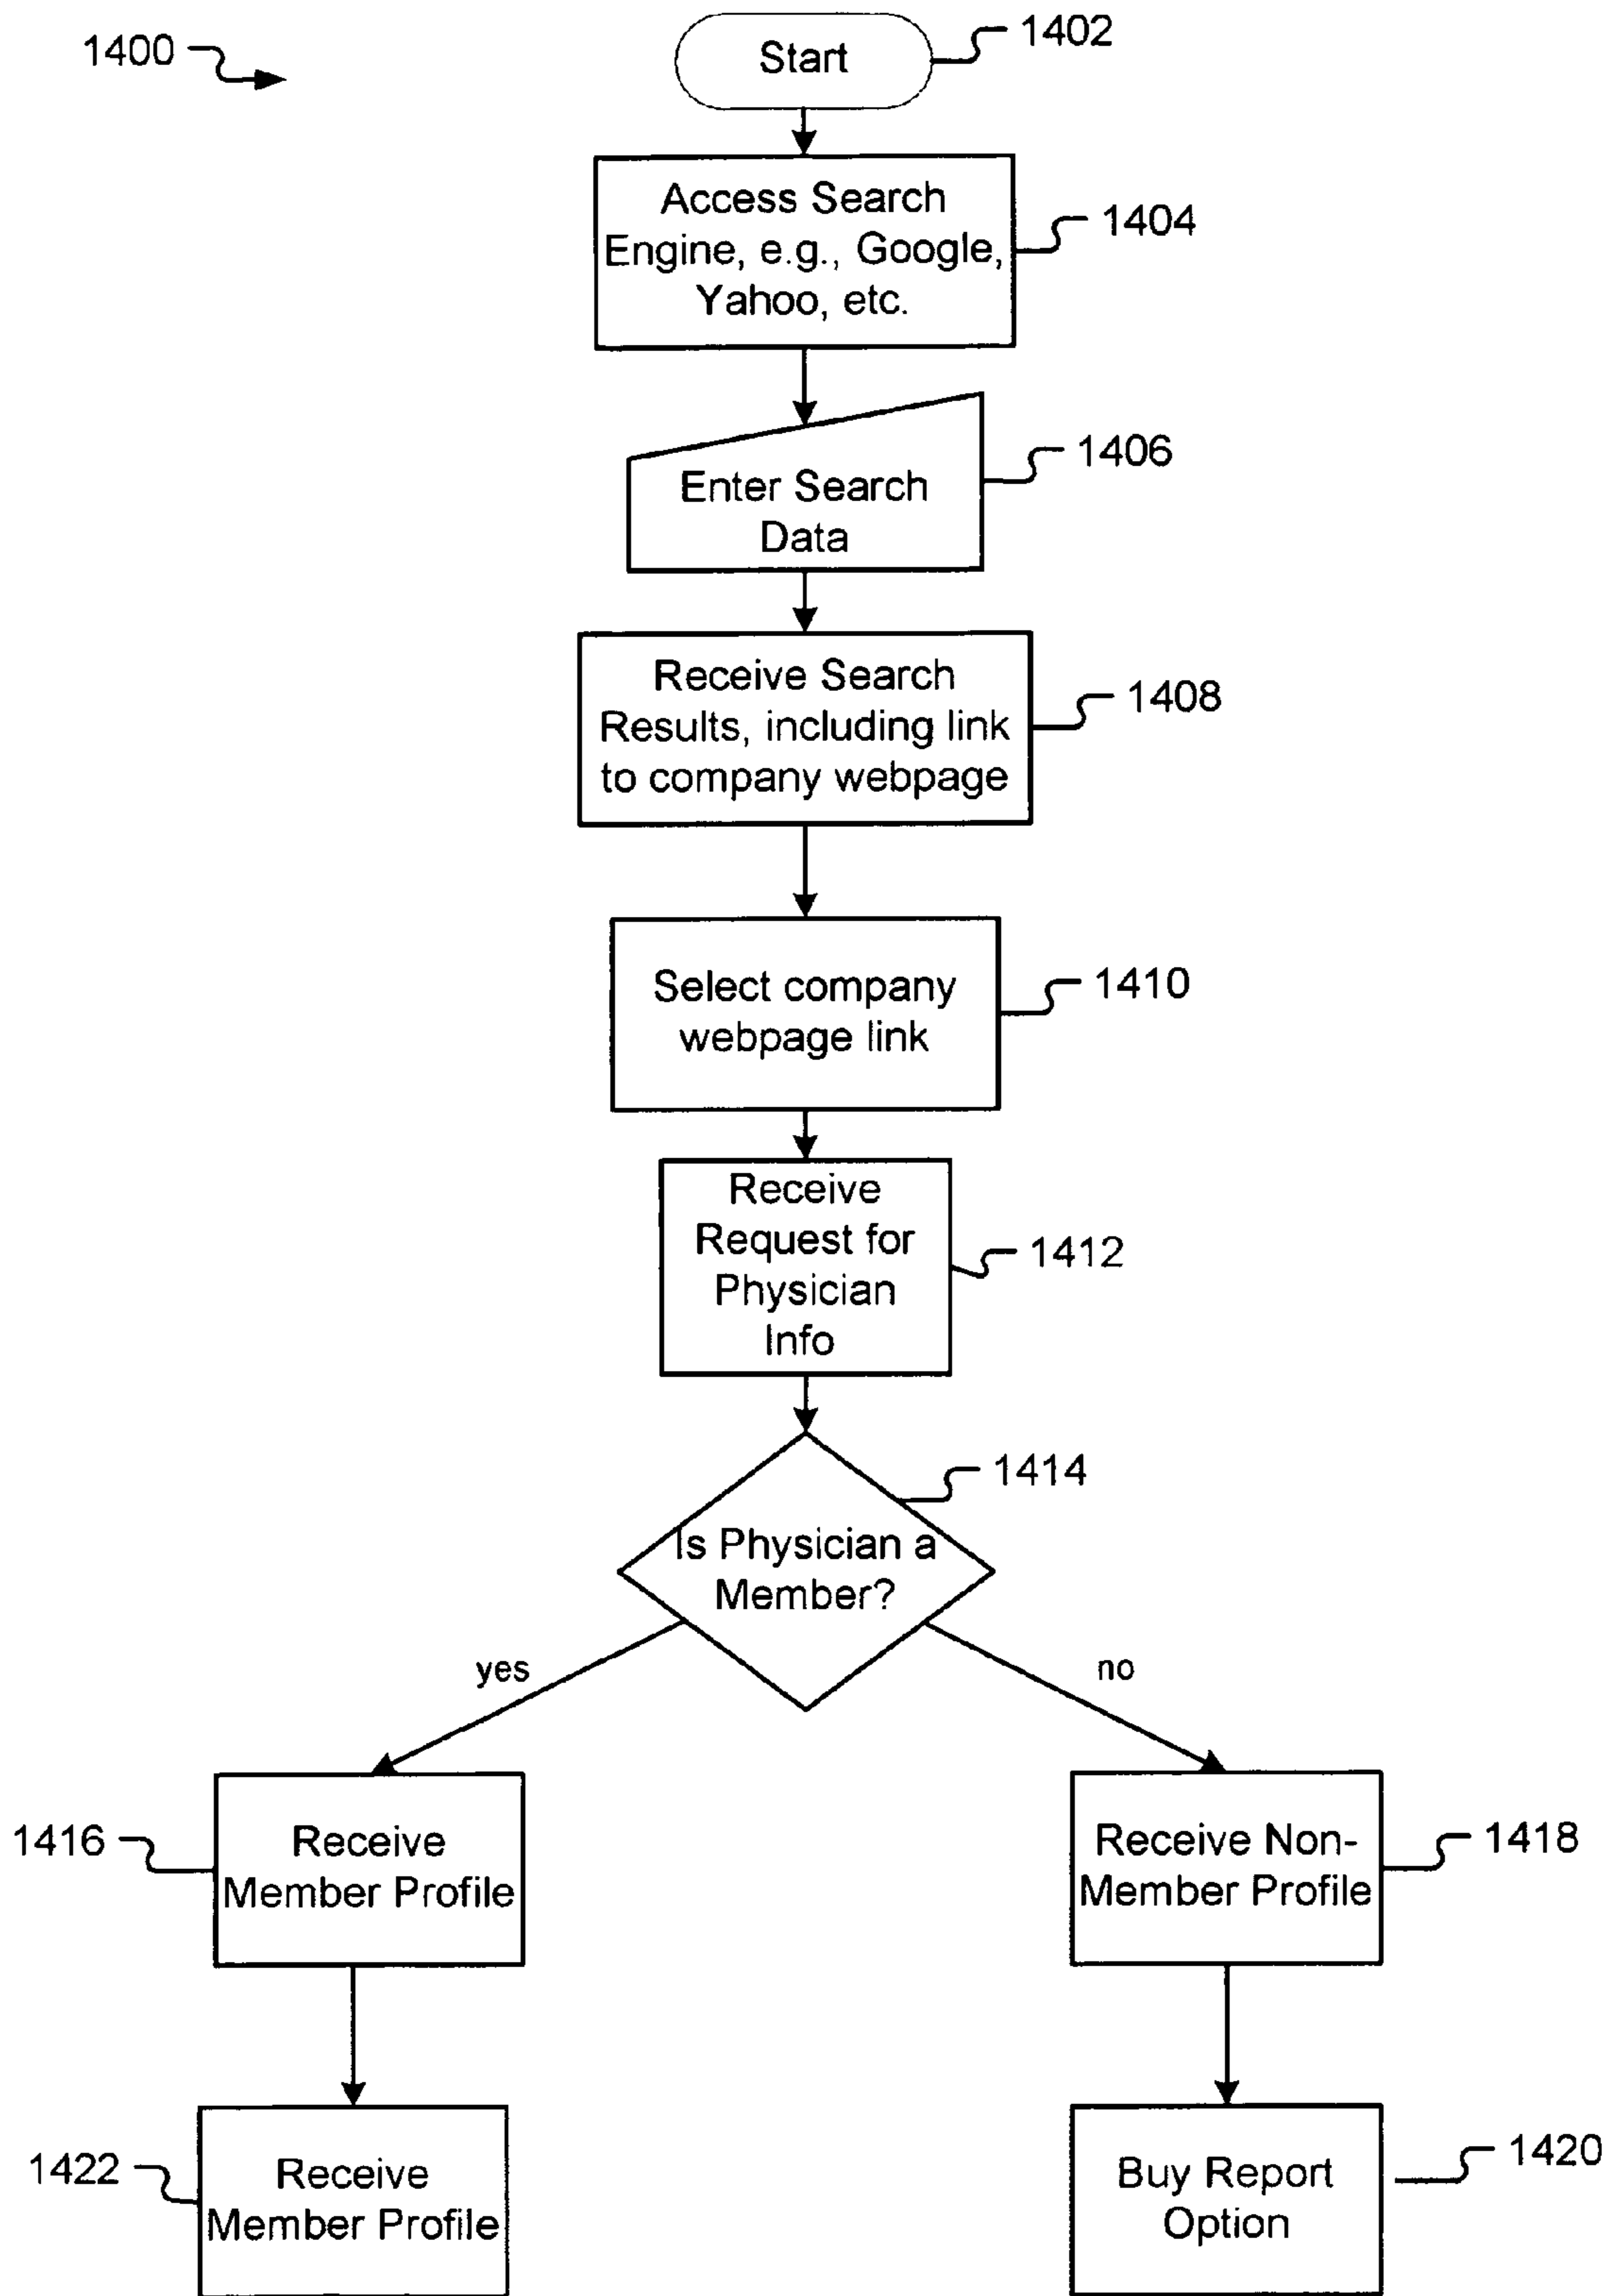 1400
Start
1402
Access Search
Engine, e.g., Google,
Yahoo, etc.
1404
Enter Search
Data
1406
Receive Search
Results, including link
to company webpage
1408
Select company
webpage link
1410
Receive
Request for
Physician
Info
1412
Is Physician a
Member?
1414
yes
no
1416
Receive
Member Profile
Receive Non-
Member Profile
1418
1422
Receive
Member Profile
Buy Report
Option
1420